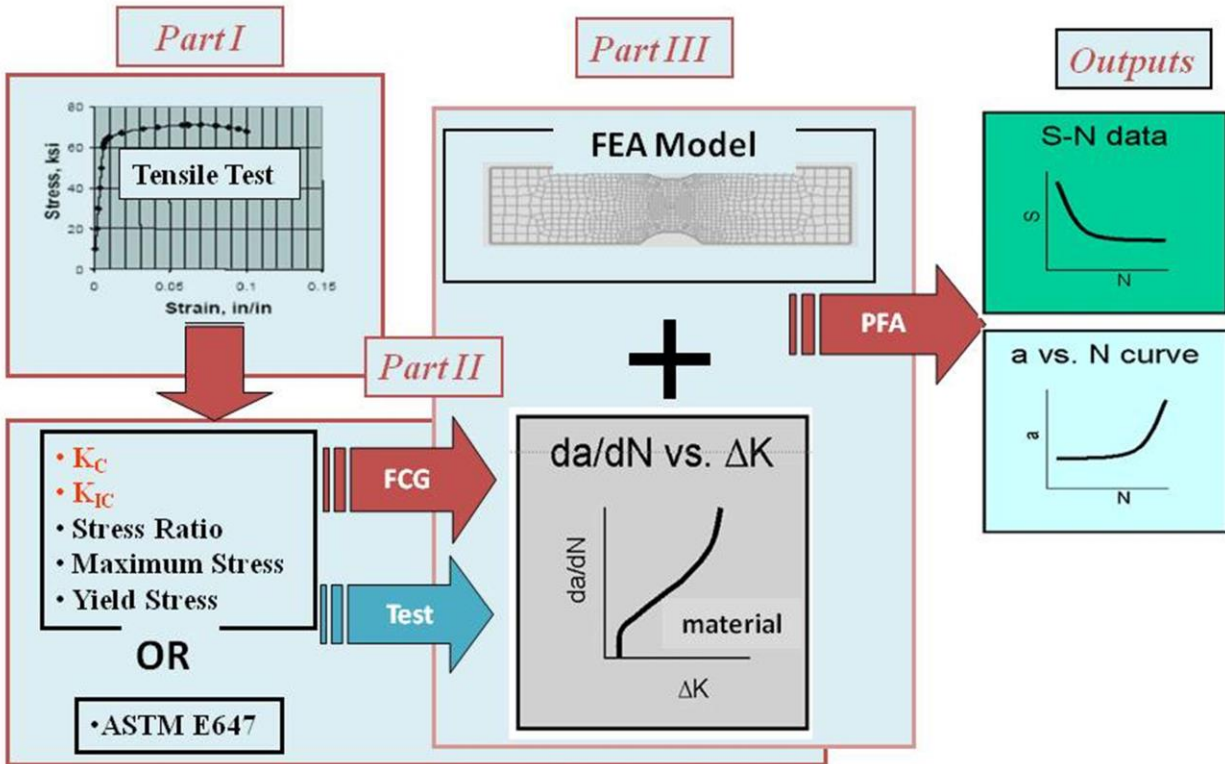 Part I
Part III
Outputs
80
60
40
20
0
Stress, ksi
Tensile Test
0
0.05
0.1
0.15
Strain, in/in
FEA Model
S-N data
S
N
PFA
Part II
a vs. N curve
a
N
• K_C
• K_IC
• Stress Ratio
• Maximum Stress
• Yield Stress
OR
•ASTM E647
FCG
Test
da/dN vs. ΔK
da/dN
material
ΔK